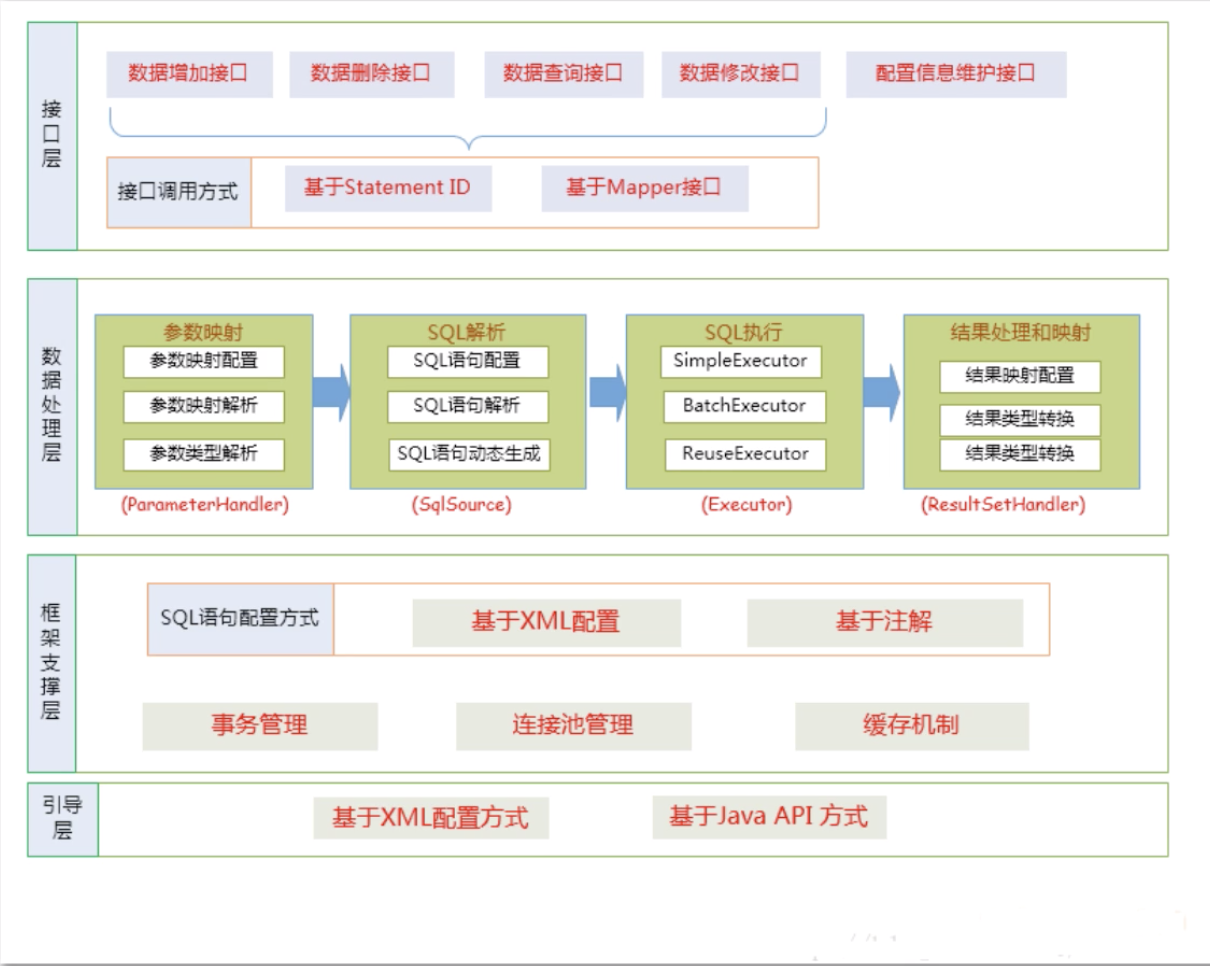 接口层
数据增加接口
数据删除接口
数据查询接口
数据修改接口
配置信息维护接口
接口调用方式
基于Statement ID
基于Mapper接口
数据处理层
参数映射
参数映射配置
参数映射解析
参数类型解析
(ParameterHandler)
SQL解析
SQL语句配置
SQL语句解析
SQL语句动态生成
(SqlSource)
SQL执行
SimpleExecutor
BatchExecutor
ReuseExecutor
(Executor)
结果处理和映射
结果映射配置
结果类型转换
结果类型转换
(ResultSetHandler)
框架支撑层
SQL语句配置方式
基于XML配置
基于注解
事务管理
连接池管理
缓存机制
引导层
基于XML配置方式
基于Java API 方式